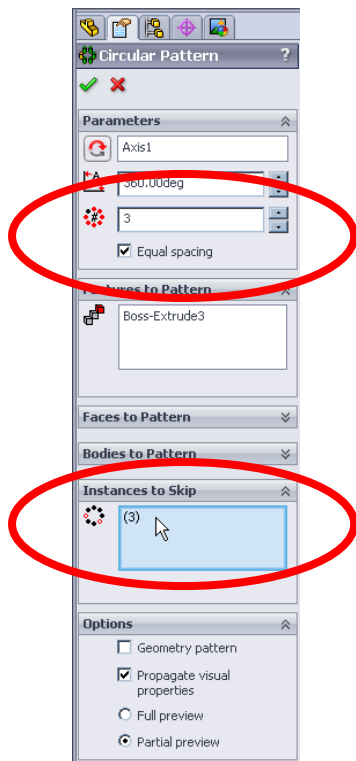 Circular Pattern ?
Parameters
Axis1
360.00deg
3
Equal spacing
Features to Pattern
Boss-Extrude3
Faces to Pattern
Bodies to Pattern
Instances to Skip
(3)
Options
Geometry pattern
Propagate visual
properties
Full preview
Partial preview